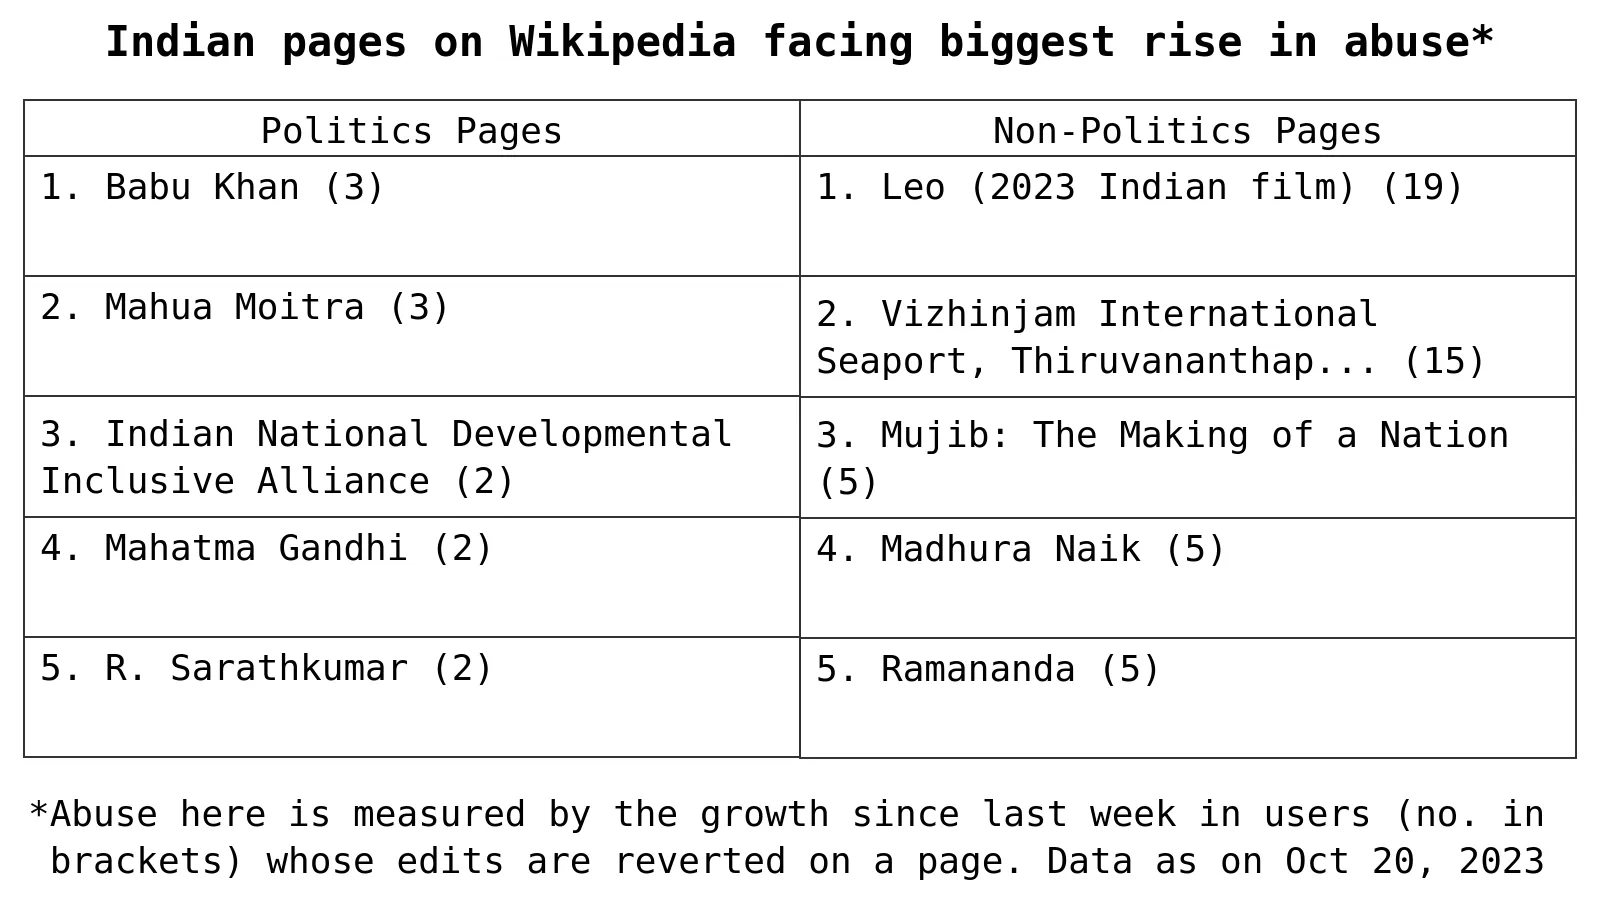 Indian pages on Wikipedia facing biggest rise in abuse*
Politics Pages
Non-Politics Pages
1. Babu Khan (3)
1. Leo (2023 Indian film) (19)
2. Mahua Moitra (3)
2. Vizhinjam International
Seaport, Thiruvananthap... (15)
3. Indian National Developmental
Inclusive Alliance (2)
3. Mujib: The Making of a Nation
(5)
4. Mahatma Gandhi (2)
4. Madhura Naik (5)
5. R. Sarathkumar (2)
5. Ramananda (5)
*Abuse here is measured by the growth since last week in users (no. in
brackets) whose edits are reverted on a page. Data as on Oct 20, 2023